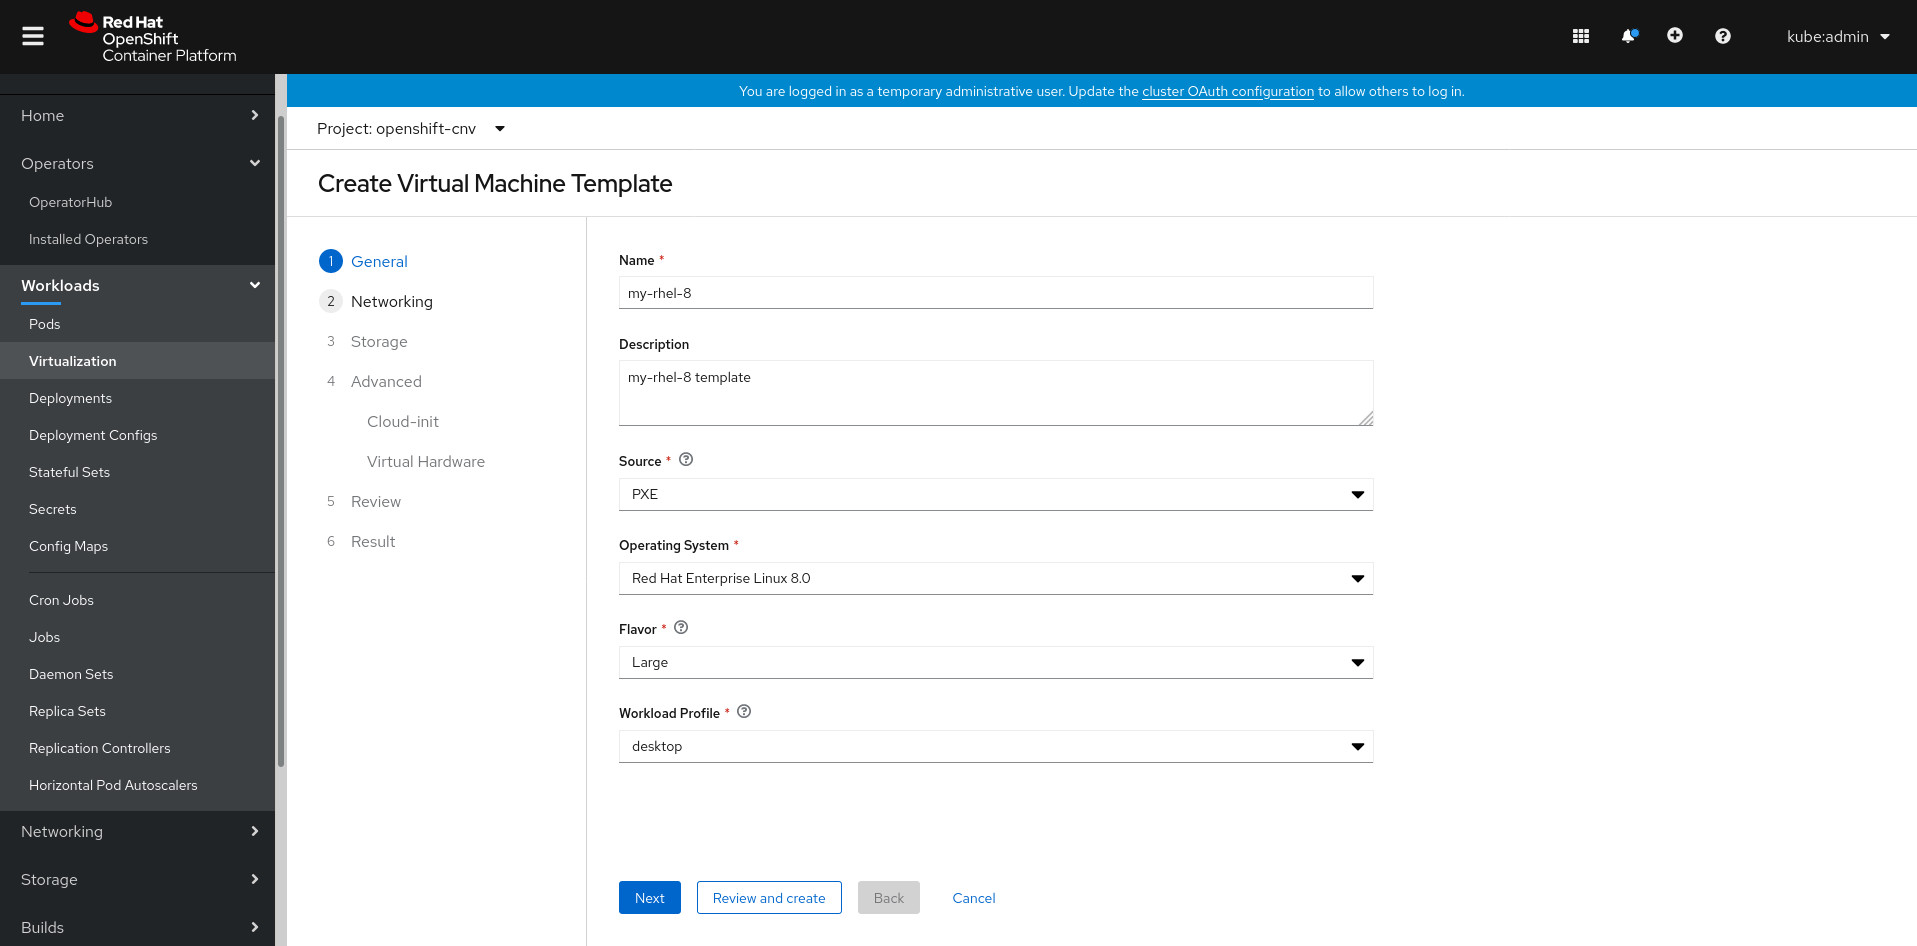 Red Hat
OpenShift
Container Platform
kube:admin
You are logged in as a temporary administrative user. Update the cluster OAuth configuration to allow others to log in.
Home
Operators
OperatorHub
Installed Operators
Workloads
Pods
Virtualization
Deployments
Deployment Configs
Stateful Sets
Secrets
Config Maps
Cron Jobs
Jobs
Daemon Sets
Replica Sets
Replication Controllers
Horizontal Pod Autoscalers
Networking
Storage
Builds
Project: openshift-cnv
Create Virtual Machine Template
1 General
2 Networking
3 Storage
4 Advanced
Cloud-init
Virtual Hardware
5 Review
6 Result
Name *
my-rhel-8
Description
my-rhel-8 template
Source *
PXE
Operating System *
Red Hat Enterprise Linux 8.0
Flavor *
Large
Workload Profile *
desktop
Next Review and create Back Cancel